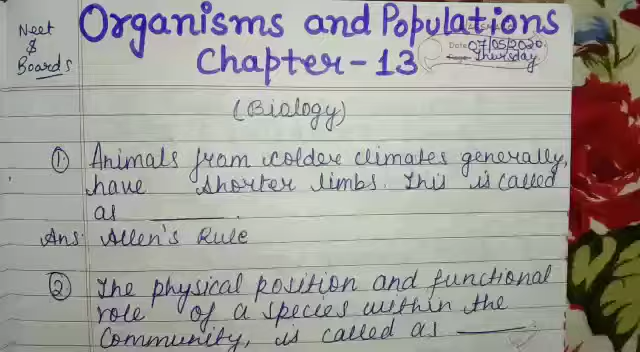 Neet
&
Boards
Organisms and Populations
Chapter-13
Date 07/05/2020
Thursday
(Biology)
① Animals from colder climates generally,
have shorter limbs. This is called
as ______.
Ans: Allen's Rule
② The physical position and functional
role of a species within the
Community, is called as ______